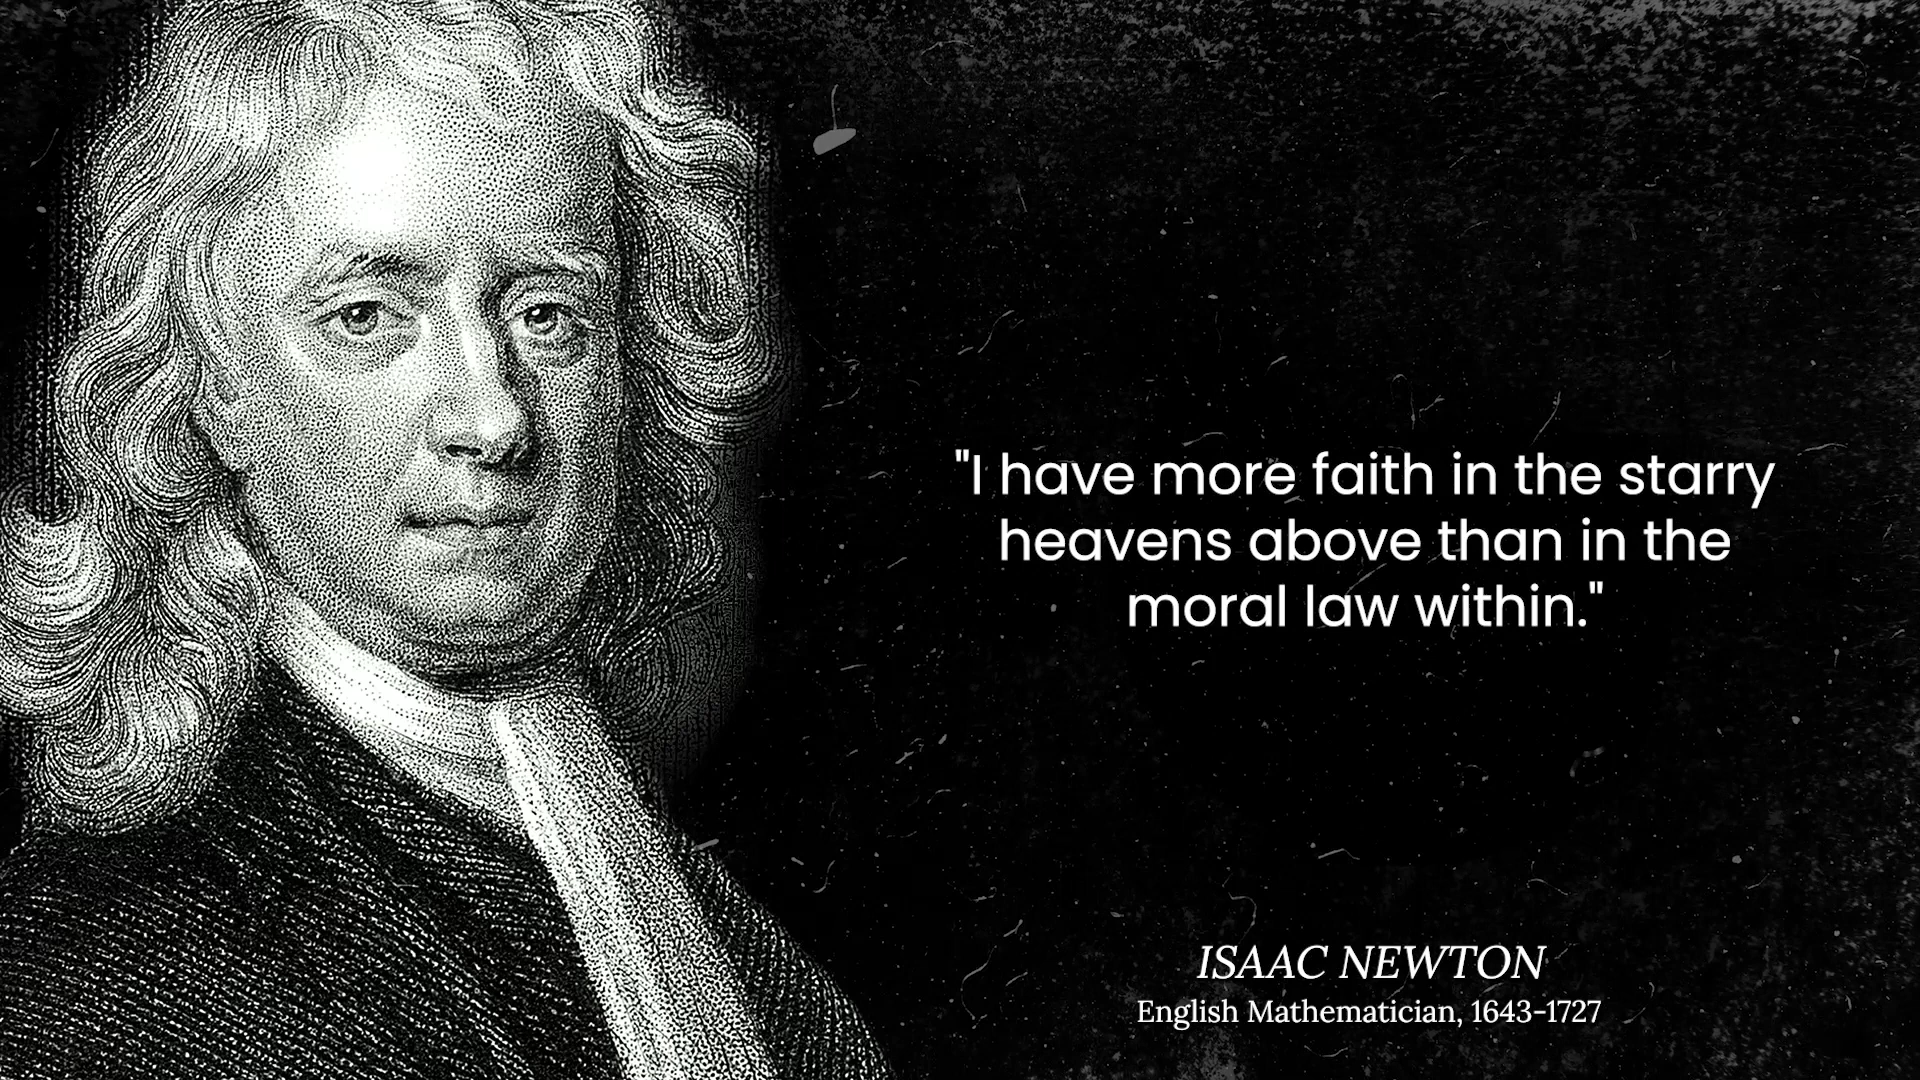 "I have more faith in the starry
heavens above than in the
moral law within."
ISAAC NEWTON
English Mathematician, 1643-1727